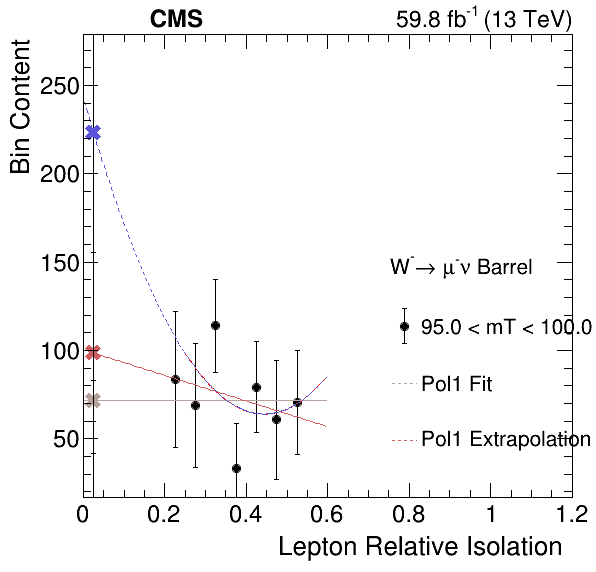 CMS
59.8 fb⁻¹ (13 TeV)
Bin Content
250
200
150
100
50
W⁻→ μ⁻ν Barrel
95.0 < mT < 100.0
Pol1 Fit
Pol1 Extrapolation
0 0.2 0.4 0.6 0.8 1 1.2
Lepton Relative Isolation